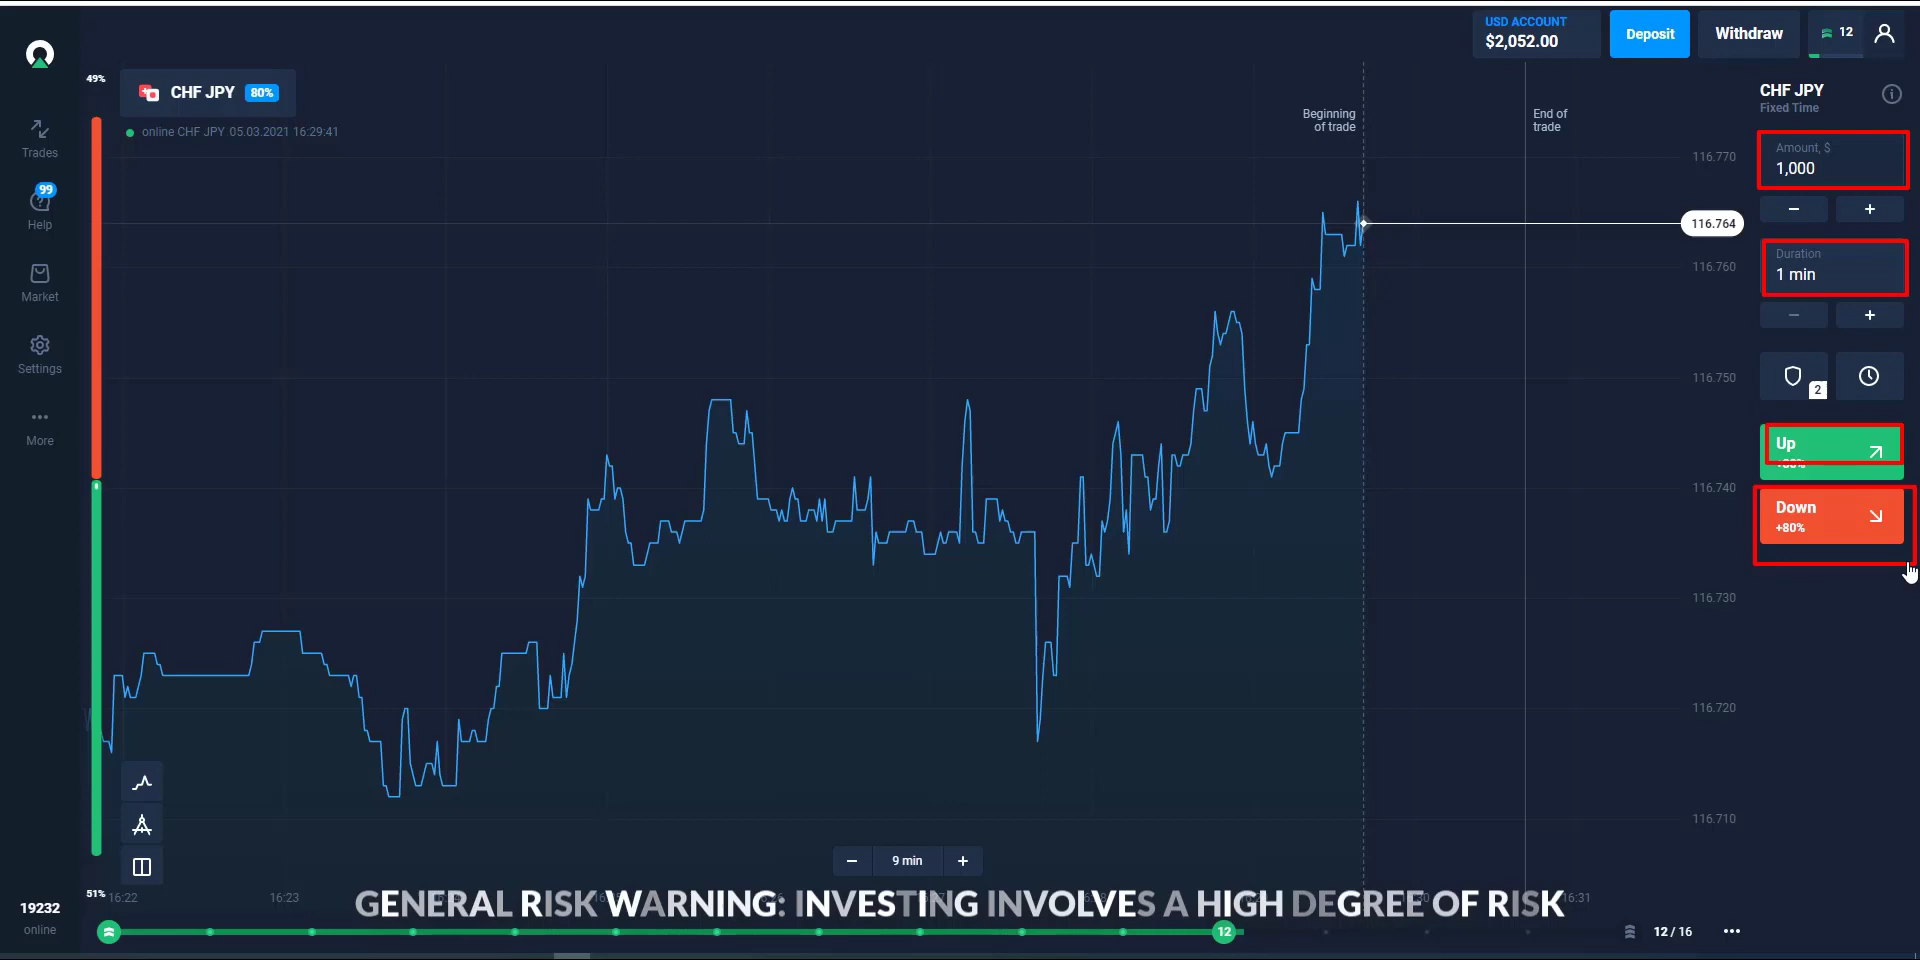 USD ACCOUNT
$2,052.00
Deposit
Withdraw
12
49%
CHF JPY 80%
online CHF JPY 05.03.2021 16:29:41
Trades
99
Help
Market
Settings
More
19232
online
Beginning
of trade
End of
trade
116.770
116.764
116.760
116.750
116.740
116.730
116.720
116.710
CHF JPY
Fixed Time
Amount, $
1,000
− +
Duration
1 min
− +
2
Up
Down
+80%
− 9 min +
51%
16:22
16:23
16:31
GENERAL RISK WARNING: INVESTING INVOLVES A HIGH DEGREE OF RISK
12
12 / 16